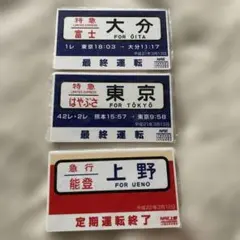 特急
富士
大分
FOR ŌITA
1レ 東京18:03 → 大分11:17
最終運転
特急
はやぶさ
東京
FOR TŌKYŌ
42レ・2レ 熊本15:57 → 東京9:58
最終運転
急行
能登
上野
FOR UENO
定期運転終了